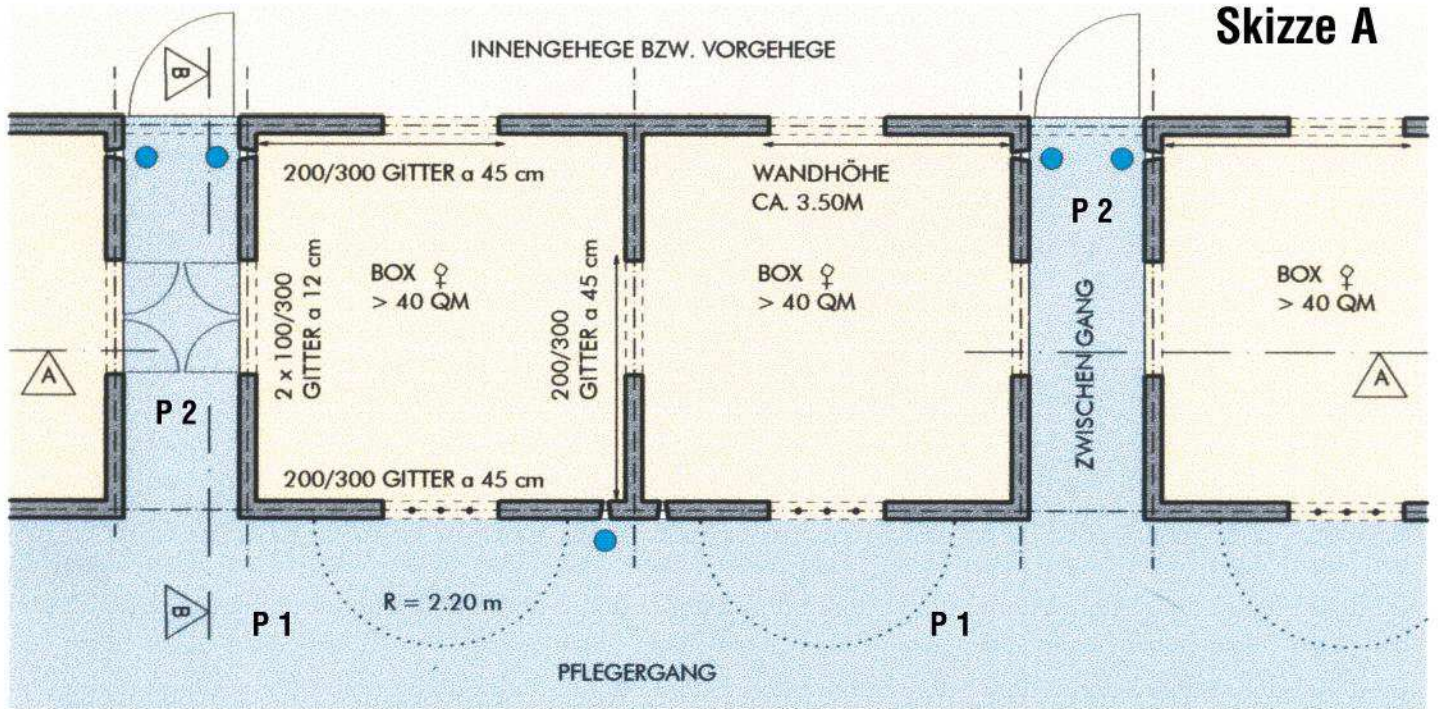 Skizze A
INNENGEHEGE BZW. VORGEHEGE
B
200/300 GITTER a 45 cm
WANDHÖHE
CA. 3.50M
P 2
BOX ♀
> 40 QM
BOX ♀
> 40 QM
BOX ♀
> 40 QM
2 x 100/300
GITTER a 12 cm
200/300
GITTER a 45 cm
ZWISCHENGANG
A
A
P 2
200/300 GITTER a 45 cm
B
R = 2.20 m
P 1
P 1
PFLEGERGANG